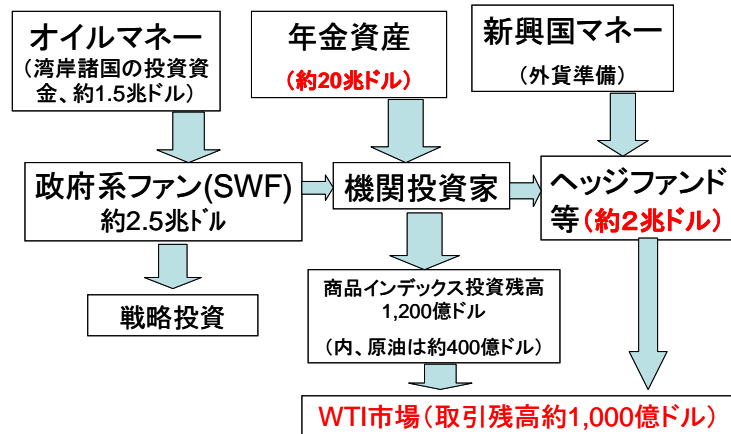 オイルマネー
(湾岸諸国の投資資
金、約1.5兆ドル)
年金資産
(約20兆ドル)
新興国マネー
(外貨準備)
政府系ファン(SWF)
約2.5兆ドル
機関投資家
ヘッジファンド
等(約2兆ドル)
戦略投資
商品インデックス投資残高
1,200億ドル
(内、原油は約400億ドル)
WTI市場(取引残高約1,000億ドル)